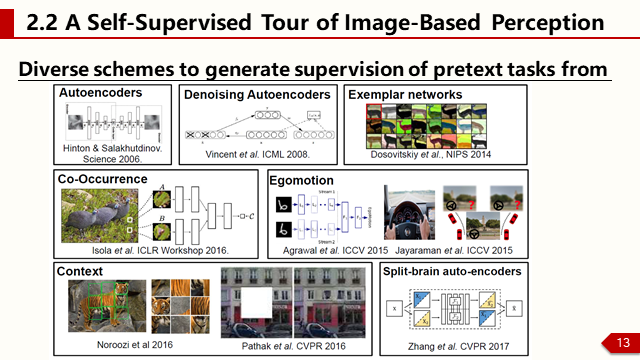 2.2 A Self-Supervised Tour of Image-Based Perception
Diverse schemes to generate supervision of pretext tasks from
Autoencoders
Hinton & Salakhutdinov.
Science 2006.
Denoising Autoencoders
Vincent et al. ICML 2008.
Exemplar networks
Dosovitskiy et al., NIPS 2014
Co-Occurrence
A
B
C
Isola et al. ICLR Workshop 2016.
Egomotion
Stream 1
Stream 2
Agrawal et al. ICCV 2015
? ?
Jayaraman et al. ICCV 2015
Context
Noroozi et al 2016
Pathak et al. CVPR 2016
Split-brain auto-encoders
Zhang et al. CVPR 2017
13